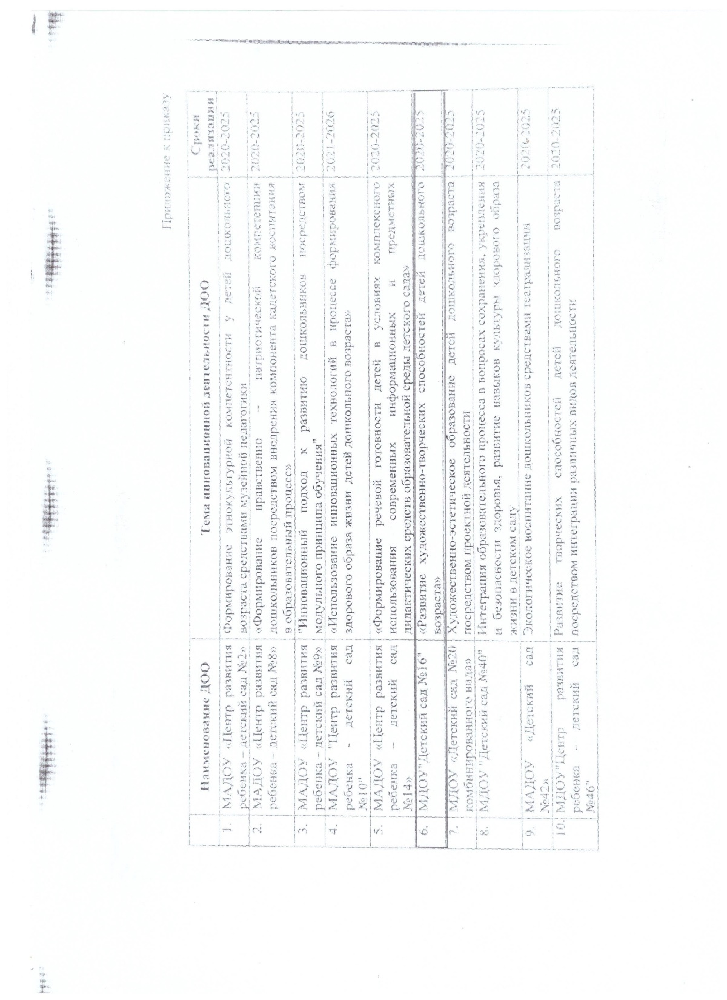 Приложение к приказу
Наименование ДОО
Тема инновационной деятельности ДОО
Сроки
реализации
1.
МАДОУ «Центр развития
ребенка – детский сад №2»
Формирование этнокультурной компетентности у детей дошкольного
возраста средствами музейной педагогики
2020-2025
2.
МАДОУ «Центр развития
ребенка – детский сад №8»
«Формирование нравственно - патриотической компетенции
дошкольников посредством внедрения компонента кадетского воспитания
в образовательный процесс»
2020-2025
3.
МАДОУ «Центр развития
ребенка – детский сад №9»
"Инновационный подход к развитию дошкольников посредством
модульного принципа обучения"
2020-2025
4.
МАДОУ "Центр развития
ребенка - детский сад
№10"
«Использование инновационных технологий в процессе формирования
здорового образа жизни детей дошкольного возраста»
2021-2026
5.
МАДОУ «Центр развития
ребенка – детский сад
№14»
«Формирование речевой готовности детей в условиях комплексного
использования современных информационных и предметных
дидактических средств образовательной среды детского сада»
2020-2025
6.
МДОУ"Детский сад №16"
«Развитие художественно-творческих способностей детей дошкольного
возраста»
2020-2025
7.
МДОУ «Детский сад №20
комбинированного вида»
Художественно-эстетическое образование детей дошкольного возраста
посредством проектной деятельности
2020-2025
8.
МДОУ "Детский сад №40"
Интеграция образовательного процесса в вопросах сохранения, укрепления
и безопасности здоровья, развитие навыков культуры здорового образа
жизни в детском саду
2020-2025
9.
МАДОУ «Детский сад
№42»
Экологическое воспитание дошкольников средствами театрализации
2020-2025
10.
МДОУ"Центр развития
ребенка - детский сад
№46"
Развитие творческих способностей детей дошкольного возраста
посредством интеграции различных видов деятельности
2020-2025